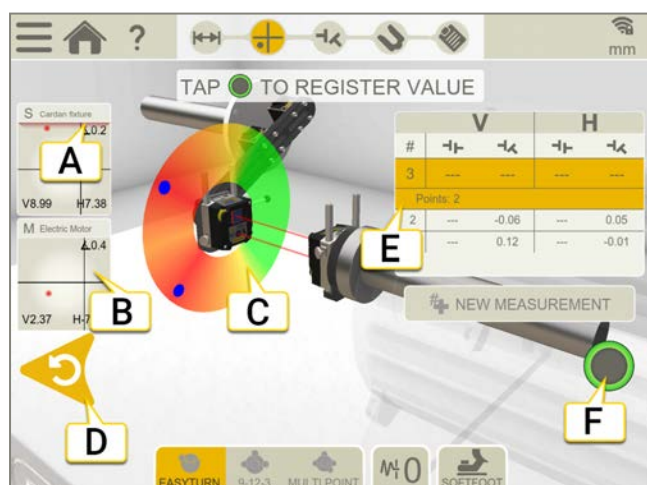 ?
mm
TAP TO REGISTER VALUE
S Cardan fixture
0.2
A
V8.99 H7.38
M Electric Motor
0.4
B
V2.37 H-7
C
D
V H
#
3 --- --- --- ---
Points: 2
2 --- -0.06 --- 0.05
--- 0.12 --- -0.01
E
NEW MEASUREMENT
F
EASYTURN 9-12-3 MULTI POINT
0
SOFTFOOT